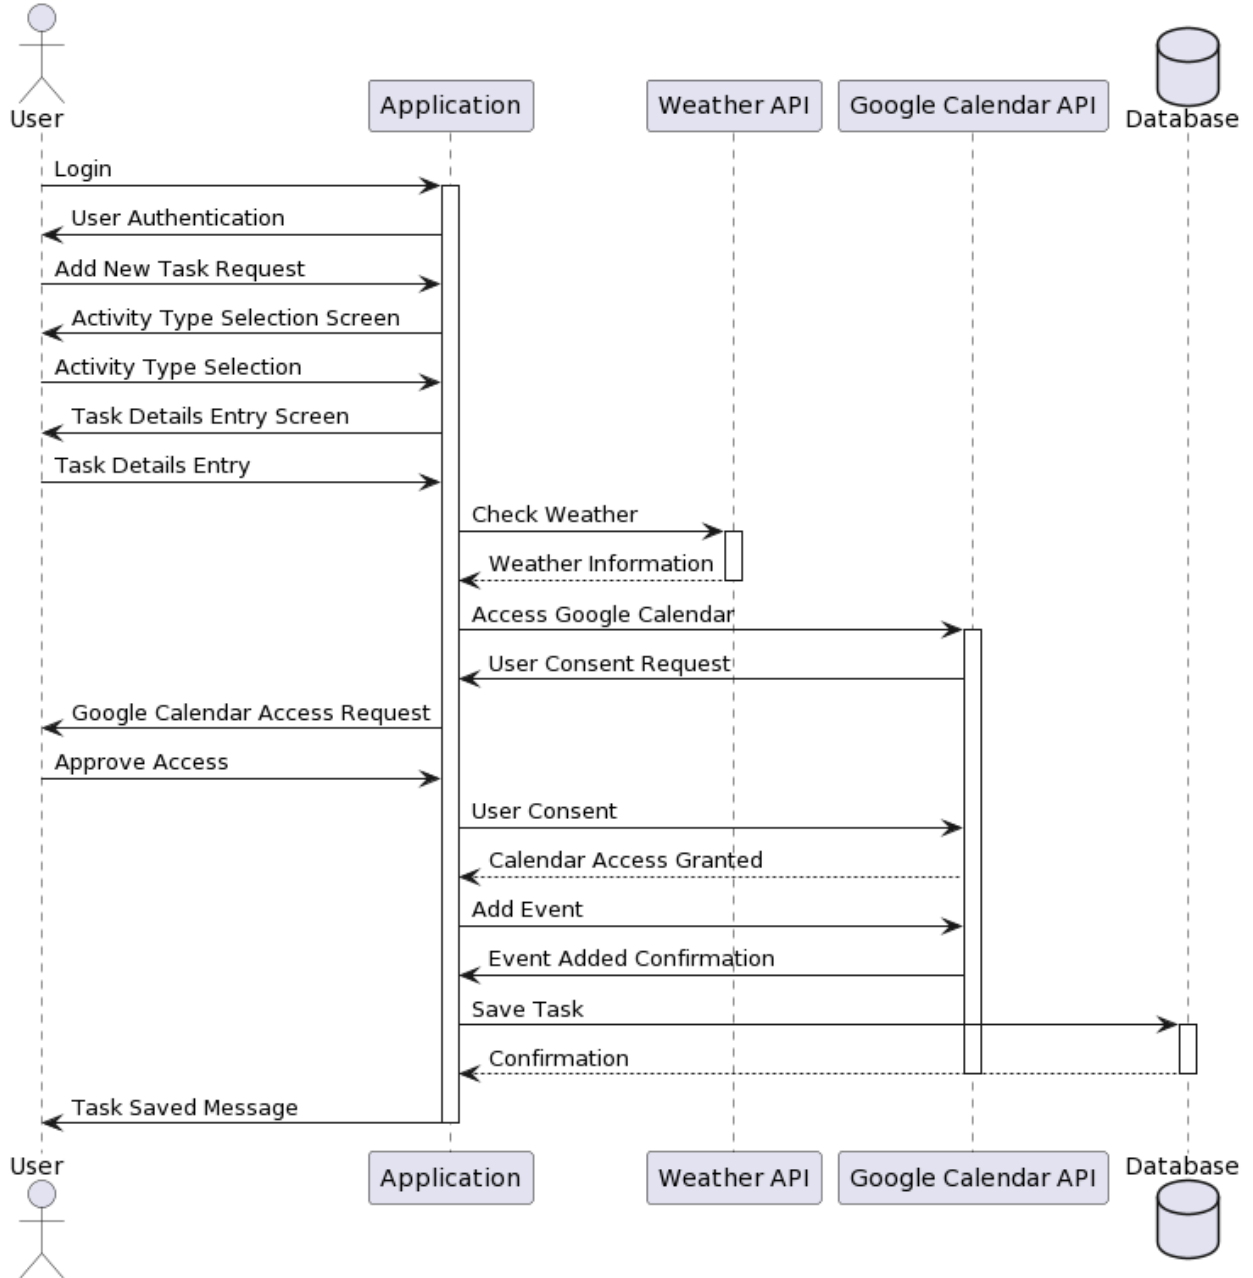 User
Application
Weather API
Google Calendar API
Database
Login
User Authentication
Add New Task Request
Activity Type Selection Screen
Activity Type Selection
Task Details Entry Screen
Task Details Entry
Check Weather
Weather Information
Access Google Calendar
User Consent Request
Google Calendar Access Request
Approve Access
User Consent
Calendar Access Granted
Add Event
Event Added Confirmation
Save Task
Confirmation
Task Saved Message
User
Application
Weather API
Google Calendar API
Database